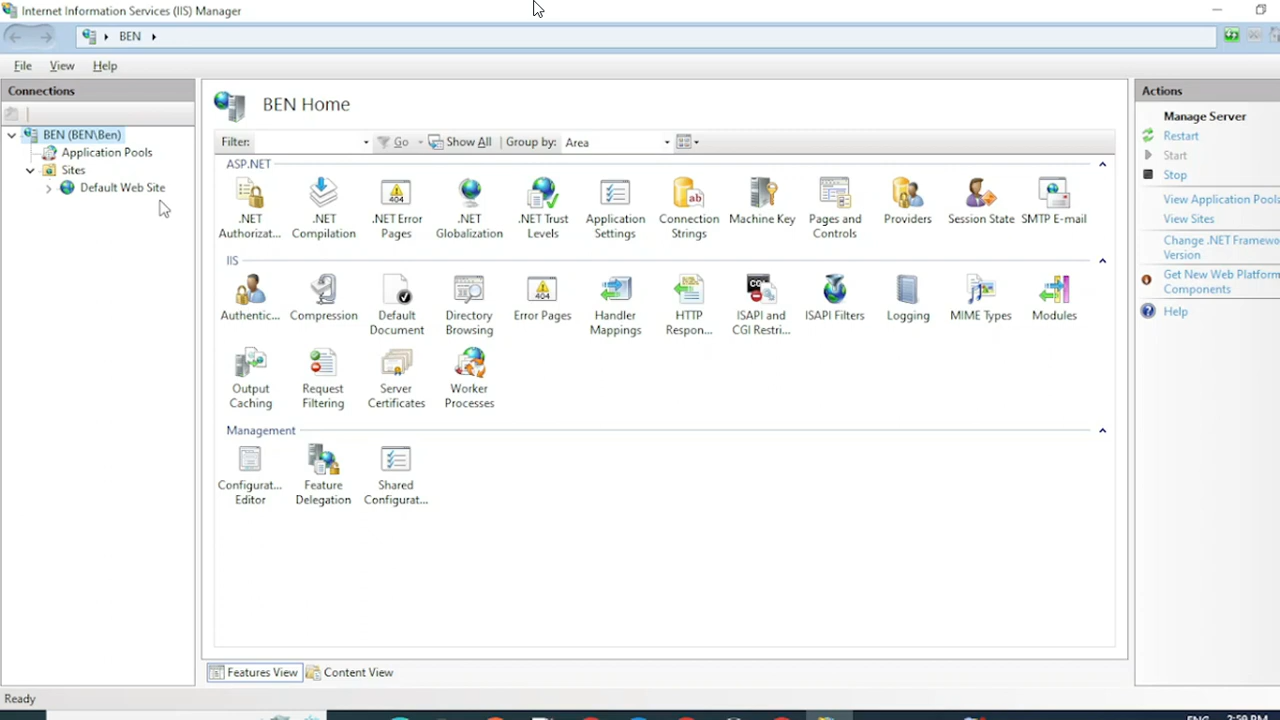 Internet Information Services (IIS) Manager
BEN
File View Help
Connections
BEN (BEN\Ben)
Application Pools
Sites
Default Web Site
BEN Home
Filter: Go Show All Group by: Area
ASP.NET
.NET Authorizat...
.NET Compilation
.NET Error Pages
.NET Globalization
.NET Trust Levels
Application Settings
Connection Strings
Machine Key
Pages and Controls
Providers
Session State
SMTP E-mail
IIS
Authentic...
Compression
Default Document
Directory Browsing
Error Pages
Handler Mappings
HTTP Respon...
ISAPI and CGI Restri...
ISAPI Filters
Logging
MIME Types
Modules
Output Caching
Request Filtering
Server Certificates
Worker Processes
Management
Configurat... Editor
Feature Delegation
Shared Configurat...
Features View Content View
Actions
Manage Server
Restart
Start
Stop
View Application Pools
View Sites
Change .NET Framewo
Version
Get New Web Platform
Components
Help
Ready
ENG 2:59 PM